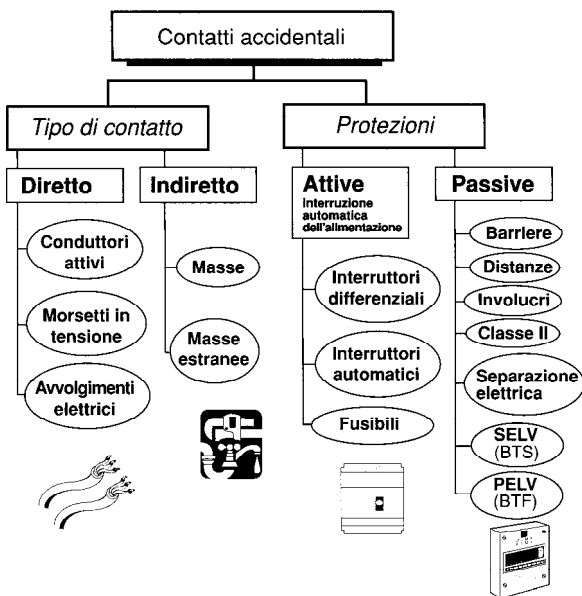 Contatti accidentali
Tipo di contatto
Protezioni
Diretto
Indiretto
Attive
interruzione
automatica
dell'alimentazione
Passive
Conduttori
attivi
Morsetti in
tensione
Avvolgimenti
elettrici
Masse
Masse
estranee
Interruttori
differenziali
Interruttori
automatici
Fusibili
Barriere
Distanze
Involucri
Classe II
Separazione
elettrica
SELV
(BTS)
PELV
(BTF)